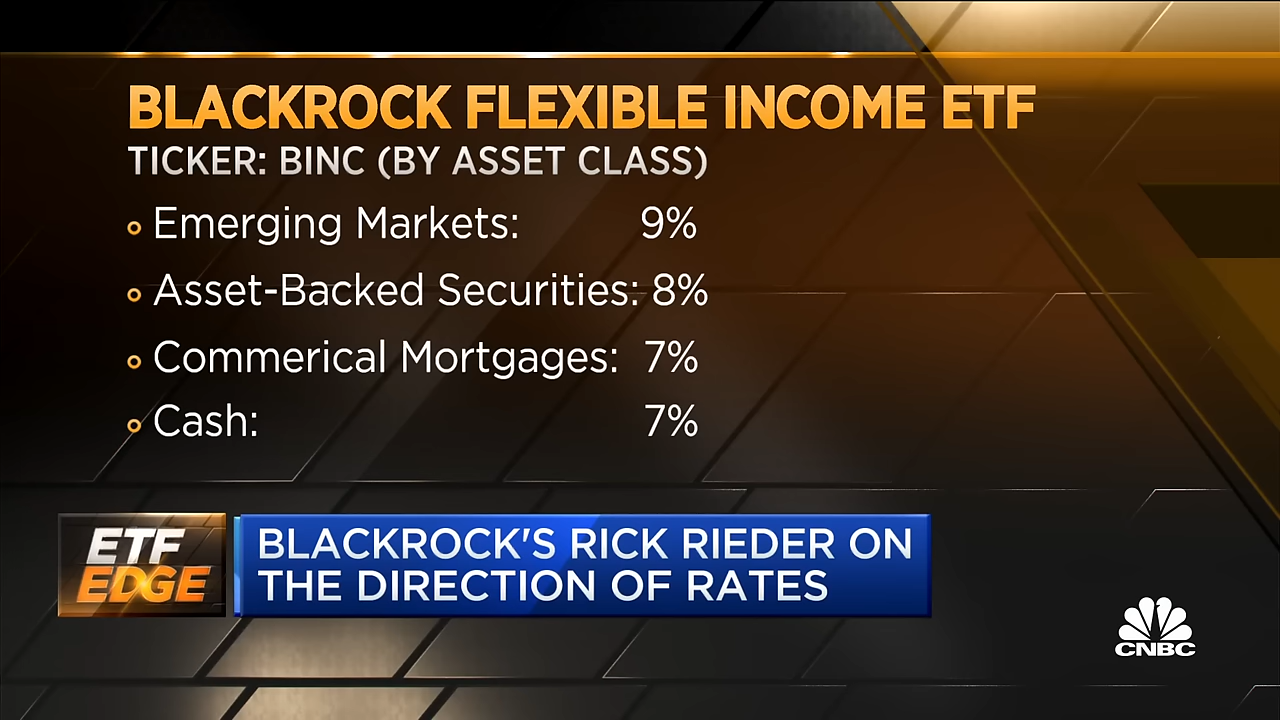 BLACKROCK FLEXIBLE INCOME ETF
TICKER: BINC (BY ASSET CLASS)
Emerging Markets: 9%
Asset-Backed Securities: 8%
Commerical Mortgages: 7%
Cash: 7%
ETF
EDGE
BLACKROCK'S RICK RIEDER ON
THE DIRECTION OF RATES
CNBC